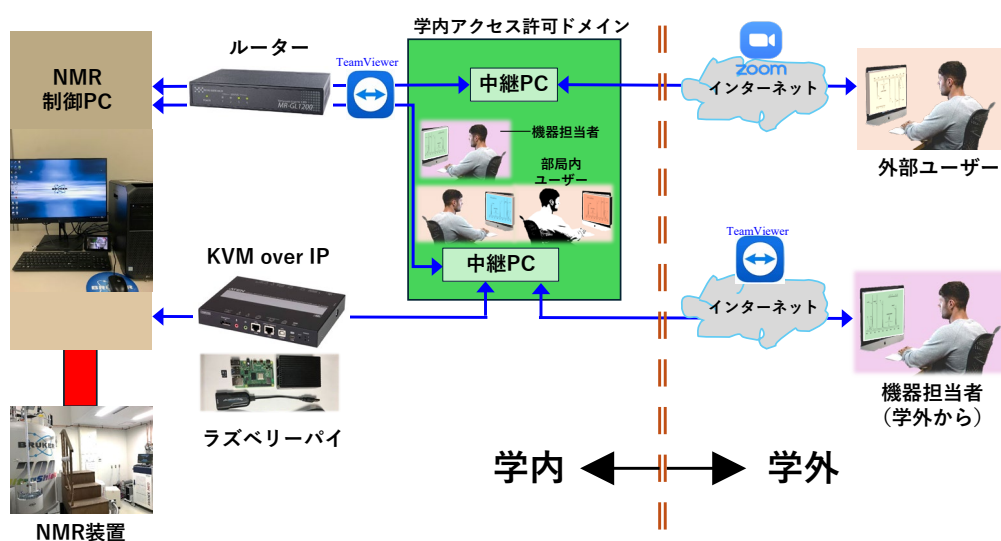 学内アクセス許可ドメイン
ルーター
TeamViewer
NMR
制御PC
MR-GL1200
中継PC
zoom
インターネット
機器担当者
部局内
ユーザー
外部ユーザー
BRUKER
TeamViewer
KVM over IP
中継PC
インターネット
ラズベリーパイ
機器担当者
（学外から）
学内
学外
BRUKER
NMR装置